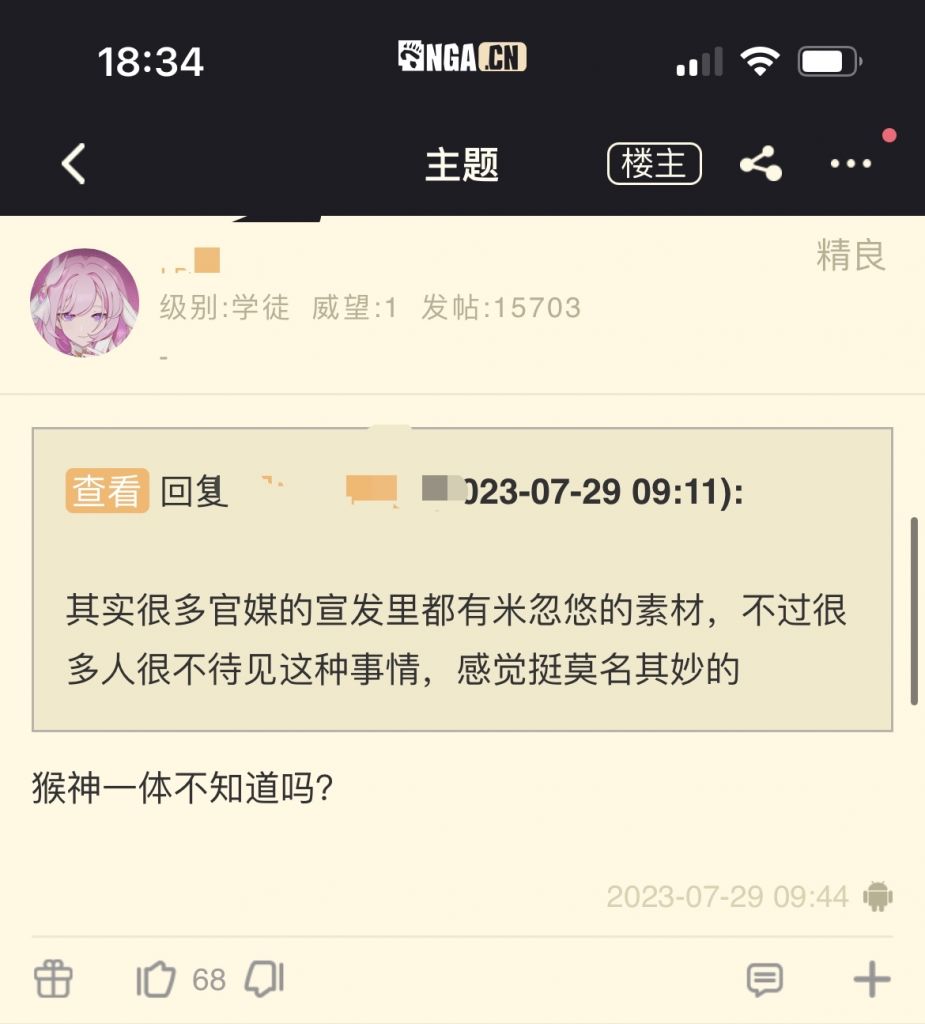 18:34
NGA.CN
主题
楼主
精良
级别:学徒 威望:1 发帖:15703
-
查看 回复 023-07-29 09:11):
其实很多官媒的宣发里都有米忽悠的素材，不过很
多人很不待见这种事情，感觉挺莫名其妙的
猴神一体不知道吗?
2023-07-29 09:44
68